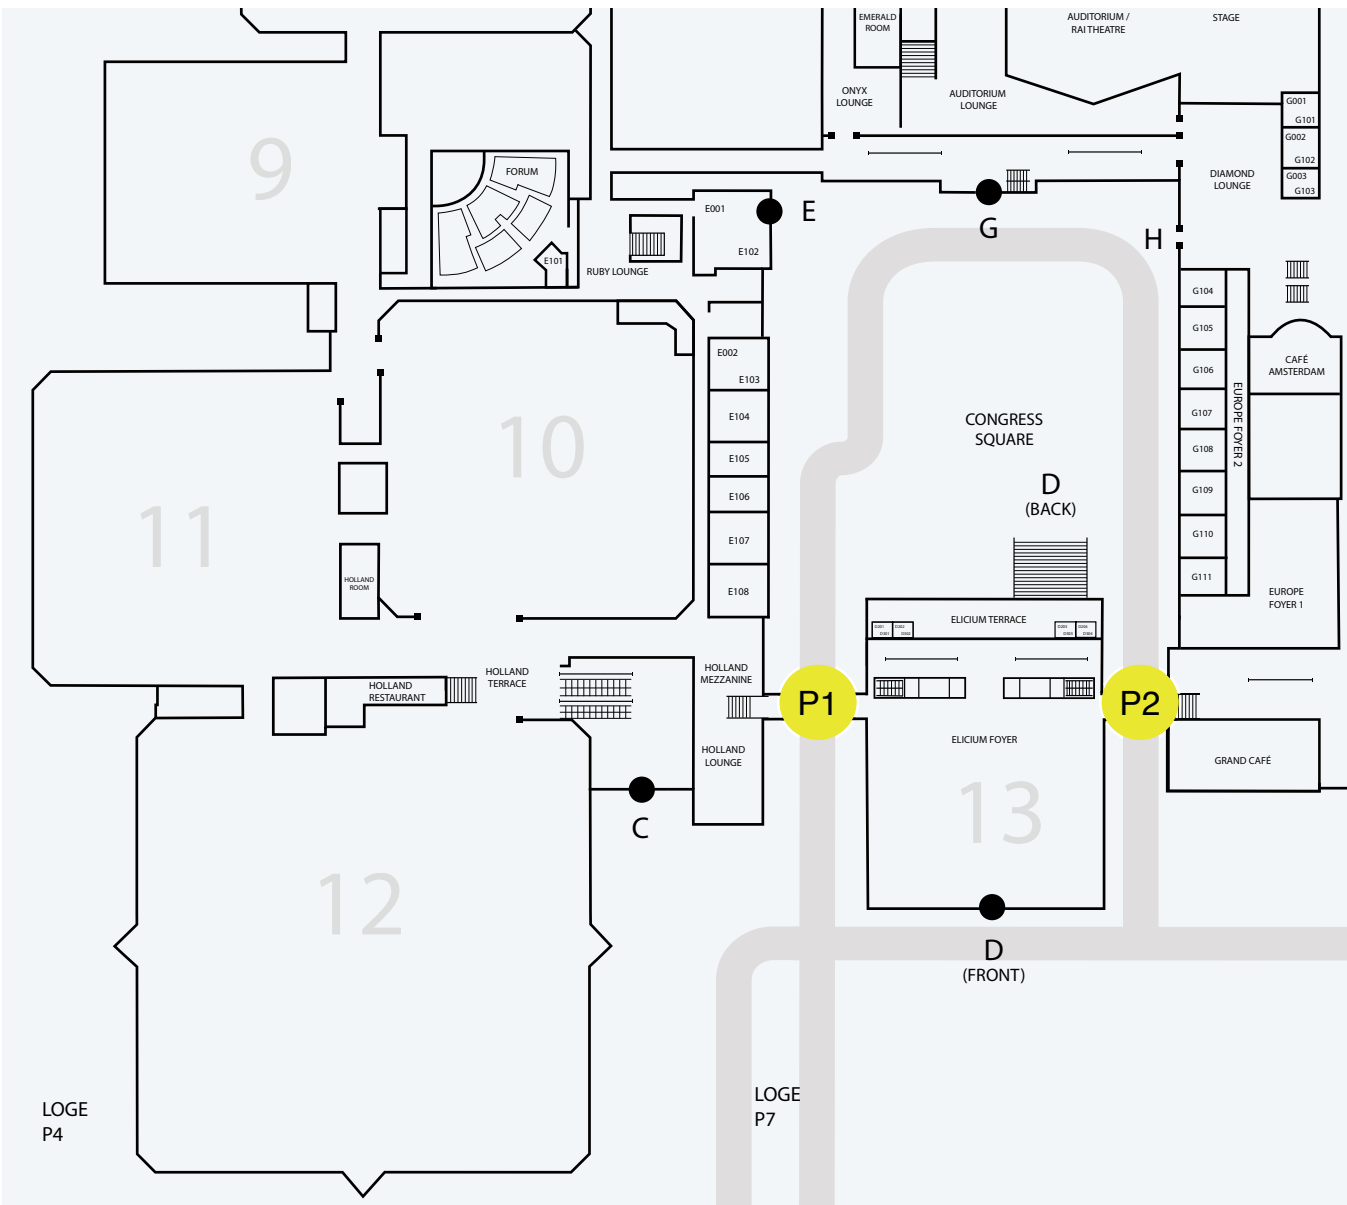 EMERALD
ROOM
AUDITORIUM /
RAI THEATRE
STAGE
ONYX
LOUNGE
AUDITORIUM
LOUNGE
G001
G101
G002
G102
G003
G103
DIAMOND
LOUNGE
9
FORUM
E101
RUBY LOUNGE
E001
E102
E
G
H
G104
G105
G106
G107
G108
G109
G110
G111
EUROPE FOYER 2
CAFÉ
AMSTERDAM
EUROPE
FOYER 1
E002
E103
E104
E105
E106
E107
E108
10
11
HOLLAND
ROOM
CONGRESS
SQUARE
D
(BACK)
ELICIUM TERRACE
HOLLAND
RESTAURANT
HOLLAND
TERRACE
HOLLAND
MEZZANINE
HOLLAND
LOUNGE
P1
P2
ELICIUM FOYER
GRAND CAFÉ
13
C
12
D
(FRONT)
LOGE
P4
LOGE
P7